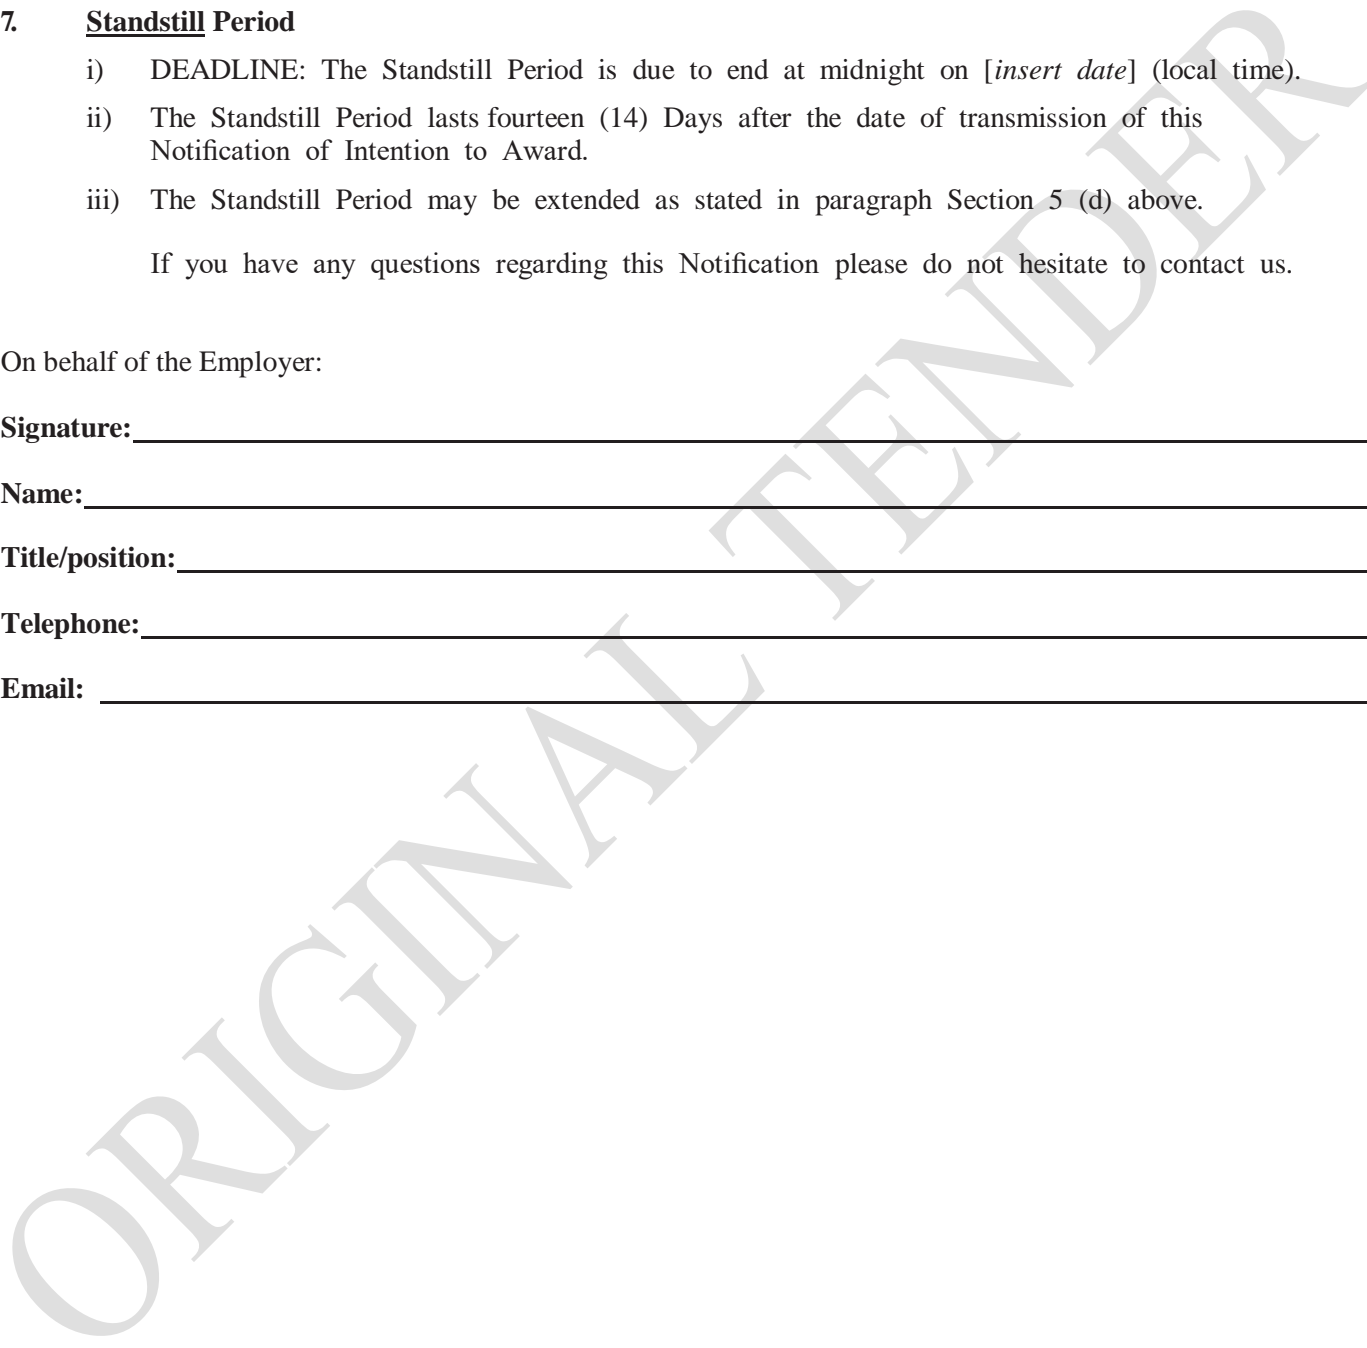 7. Standstill Period
i) DEADLINE: The Standstill Period is due to end at midnight on [insert date] (local time).
ii) The Standstill Period lasts fourteen (14) Days after the date of transmission of this
Notification of Intention to Award.
iii) The Standstill Period may be extended as stated in paragraph Section 5 (d) above.
If you have any questions regarding this Notification please do not hesitate to contact us.
On behalf of the Employer:
Signature:
Name:
Title/position:
Telephone:
Email:
ORIGINAL TENDER